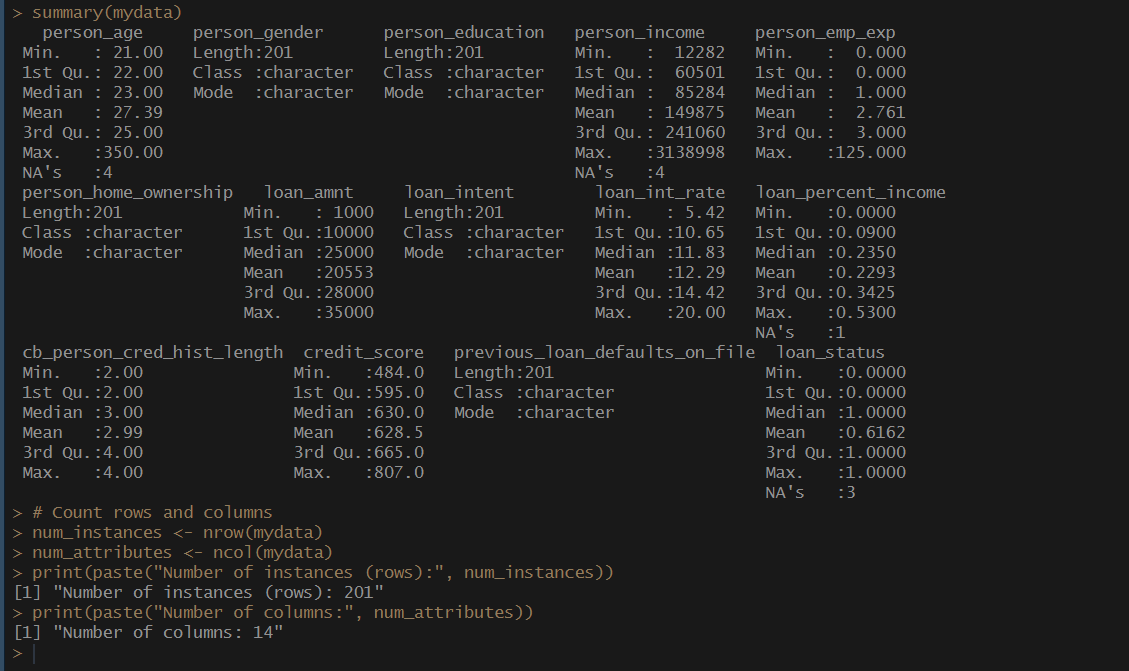 > summary(mydata)
   person_age     person_gender      person_education   person_income     person_emp_exp
 Min.   : 21.00   Length:201         Length:201         Min.   :  12282   Min.   :  0.000
 1st Qu.: 22.00   Class :character   Class :character   1st Qu.:  60501   1st Qu.:  0.000
 Median : 23.00   Mode  :character   Mode  :character   Median :  85284   Median :  1.000
 Mean   : 27.39                                         Mean   : 149875   Mean   :  2.761
 3rd Qu.: 25.00                                         3rd Qu.: 241060   3rd Qu.:  3.000
 Max.   :350.00                                         Max.   :3138998   Max.   :125.000
 NA's   :4                                              NA's   :4
 person_home_ownership   loan_amnt     loan_intent        loan_int_rate   loan_percent_income
 Length:201            Min.   : 1000   Length:201         Min.   : 5.42   Min.   :0.0000
 Class :character      1st Qu.:10000   Class :character   1st Qu.:10.65   1st Qu.:0.0900
 Mode  :character      Median :25000   Mode  :character   Median :11.83   Median :0.2350
                       Mean   :20553                      Mean   :12.29   Mean   :0.2293
                       3rd Qu.:28000                      3rd Qu.:14.42   3rd Qu.:0.3425
                       Max.   :35000                      Max.   :20.00   Max.   :0.5300
                                                                          NA's   :1
 cb_person_cred_hist_length  credit_score   previous_loan_defaults_on_file  loan_status
 Min.   :2.00               Min.   :484.0   Length:201                     Min.   :0.0000
 1st Qu.:2.00               1st Qu.:595.0   Class :character               1st Qu.:0.0000
 Median :3.00               Median :630.0   Mode  :character               Median :1.0000
 Mean   :2.99               Mean   :628.5                                  Mean   :0.6162
 3rd Qu.:4.00               3rd Qu.:665.0                                  3rd Qu.:1.0000
 Max.   :4.00               Max.   :807.0                                  Max.   :1.0000
                                                                           NA's   :3
> # Count rows and columns
> num_instances <- nrow(mydata)
> num_attributes <- ncol(mydata)
> print(paste("Number of instances (rows):", num_instances))
[1] "Number of instances (rows): 201"
> print(paste("Number of columns:", num_attributes))
[1] "Number of columns: 14"
>